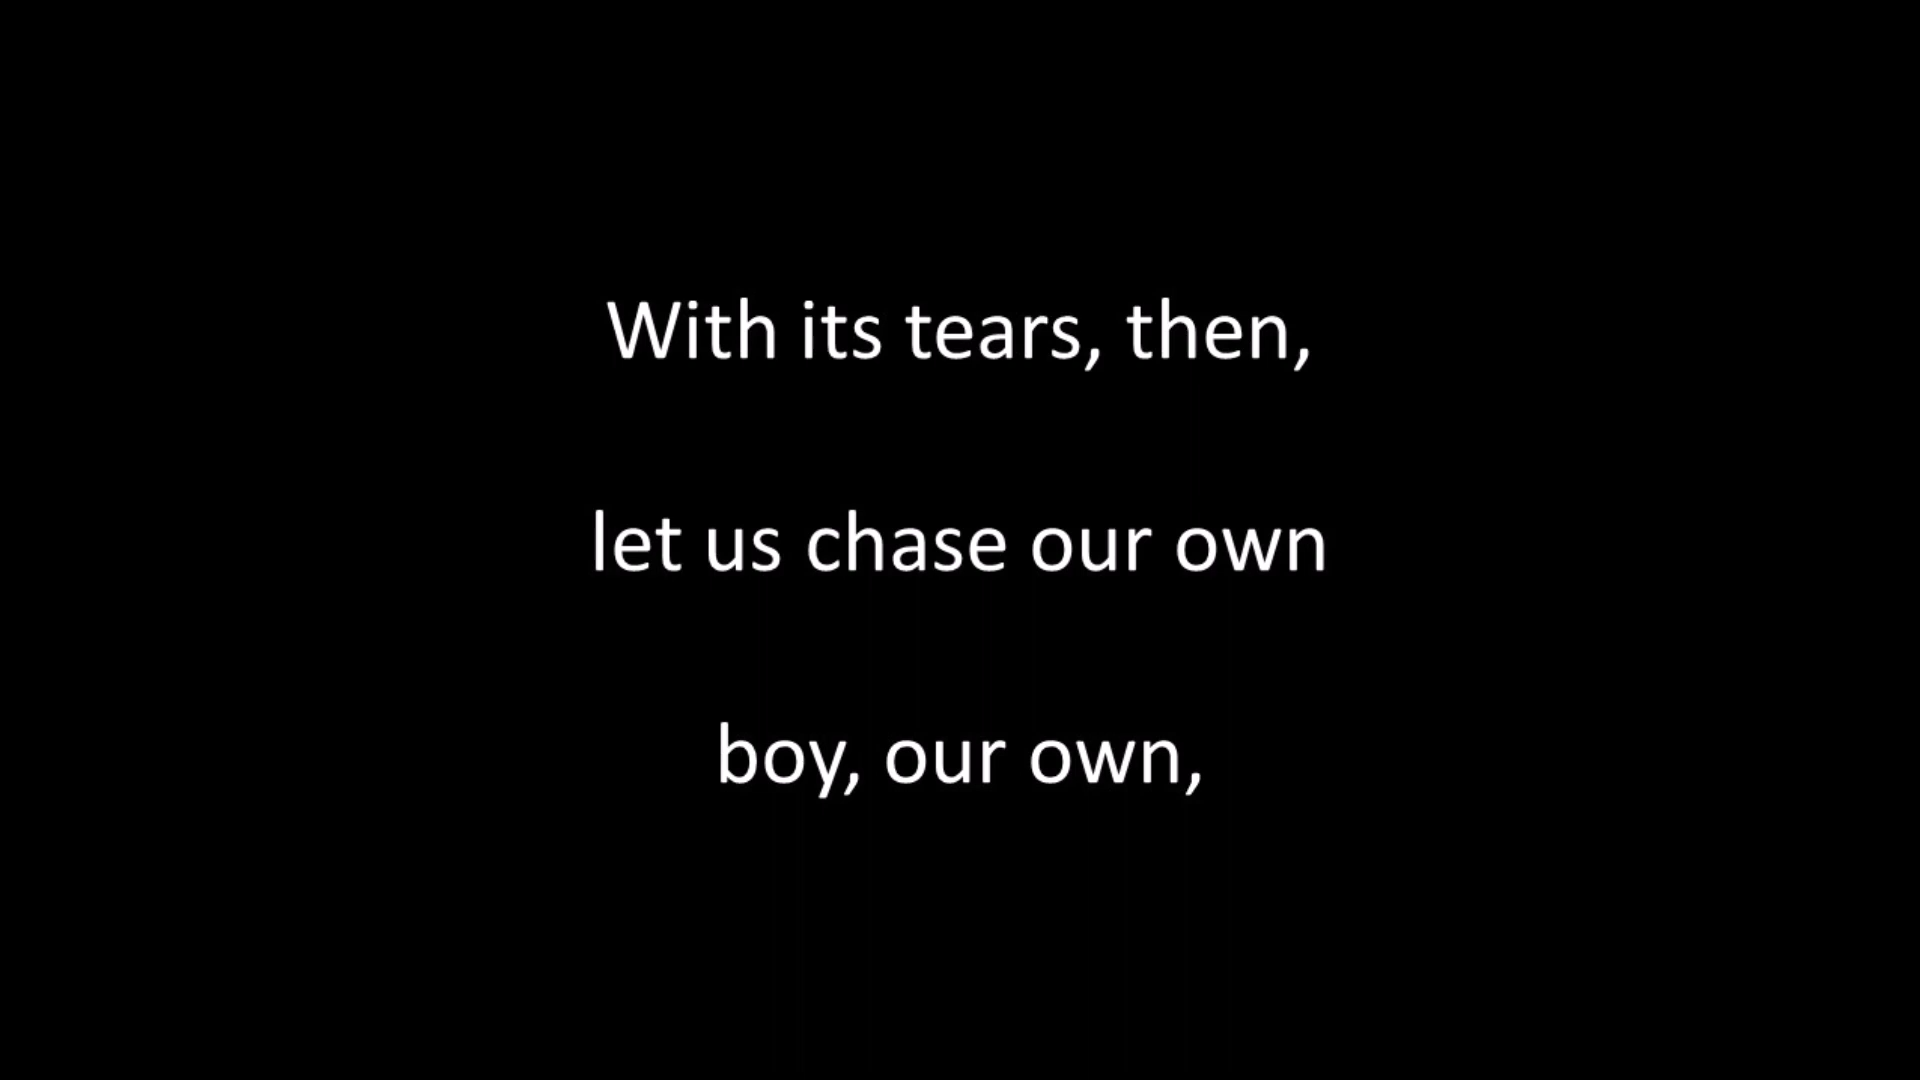 With its tears, then,
let us chase our own
boy, our own,